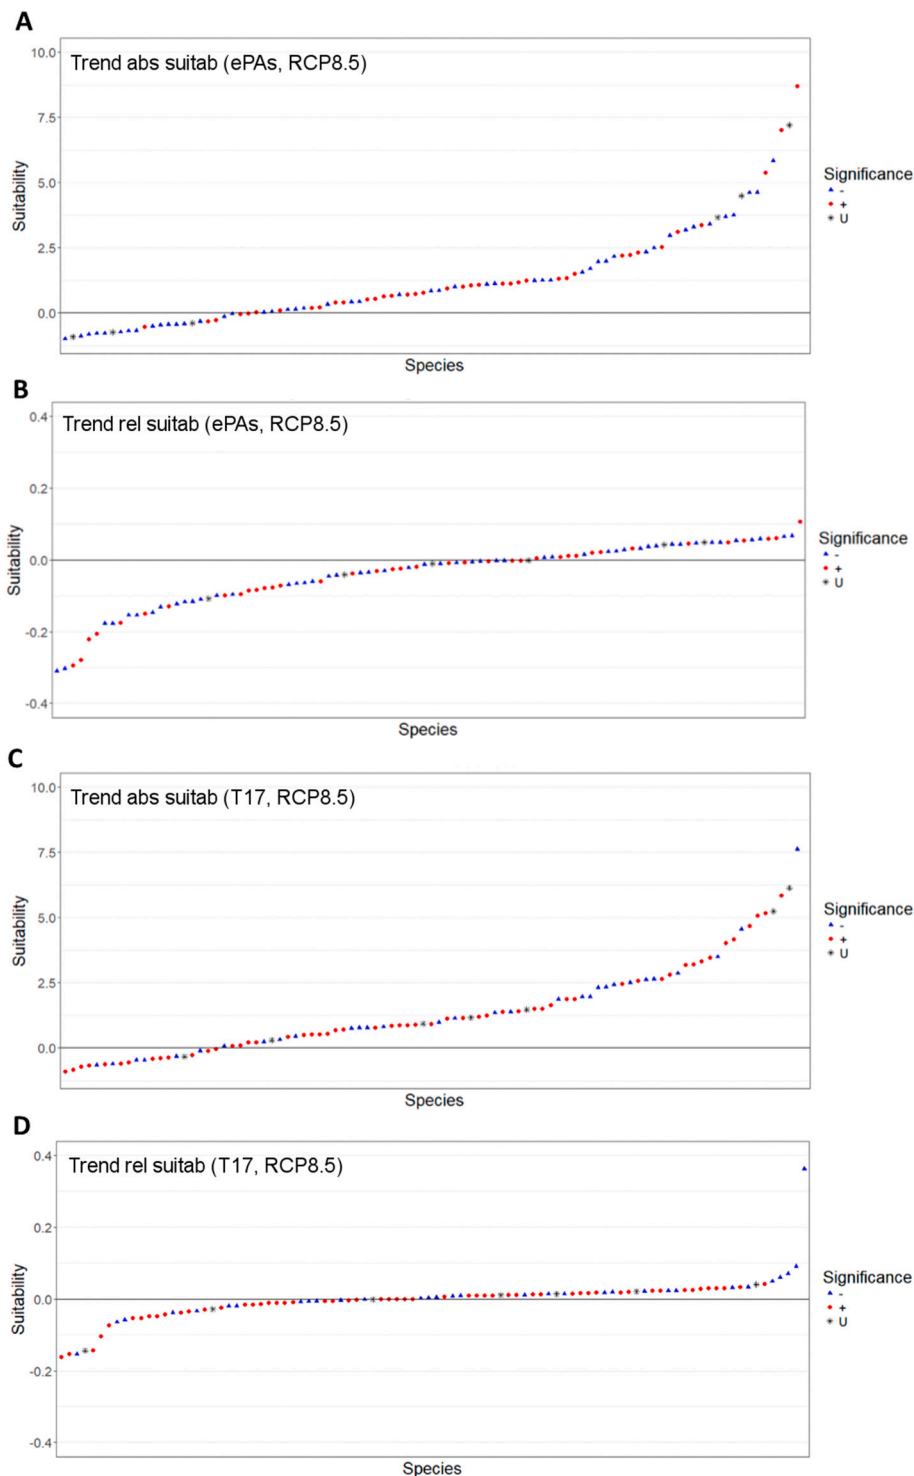 A
Trend abs suitab (ePAs, RCP8.5)
10.0
7.5
5.0
2.5
0.0
Suitability
Species
Significance
-
+
U
B
Trend rel suitab (ePAs, RCP8.5)
0.4
0.2
0.0
-0.2
-0.4
Suitability
Species
Significance
-
+
U
C
Trend abs suitab (T17, RCP8.5)
10.0
7.5
5.0
2.5
0.0
Suitability
Species
Significance
-
+
U
D
Trend rel suitab (T17, RCP8.5)
0.4
0.2
0.0
-0.2
-0.4
Suitability
Species
Significance
-
+
U